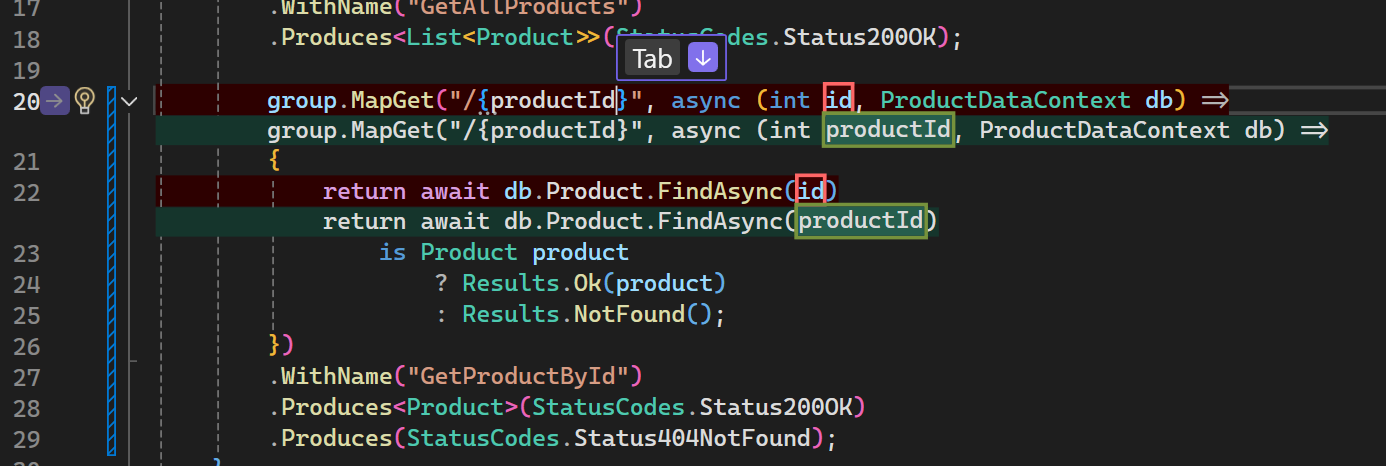 17 .WithName("GetAllProducts")
18 .Produces<List<Product>>(StatusCodes.Status200OK);
Tab ↓
19
20 group.MapGet("/{productId}", async (int id, ProductDataContext db) =>
group.MapGet("/{productId}", async (int productId, ProductDataContext db) =>
21 {
22 return await db.Product.FindAsync(id)
return await db.Product.FindAsync(productId)
23 is Product product
24 ? Results.Ok(product)
25 : Results.NotFound();
26 })
27 .WithName("GetProductById")
28 .Produces<Product>(StatusCodes.Status200OK)
29 .Produces(StatusCodes.Status404NotFound);